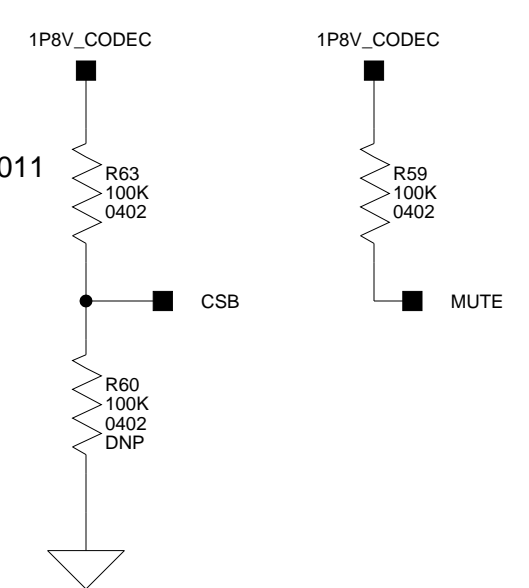 1P8V_CODEC
1P8V_CODEC
011
R63
100K
0402
R59
100K
0402
CSB
MUTE
R60
100K
0402
DNP